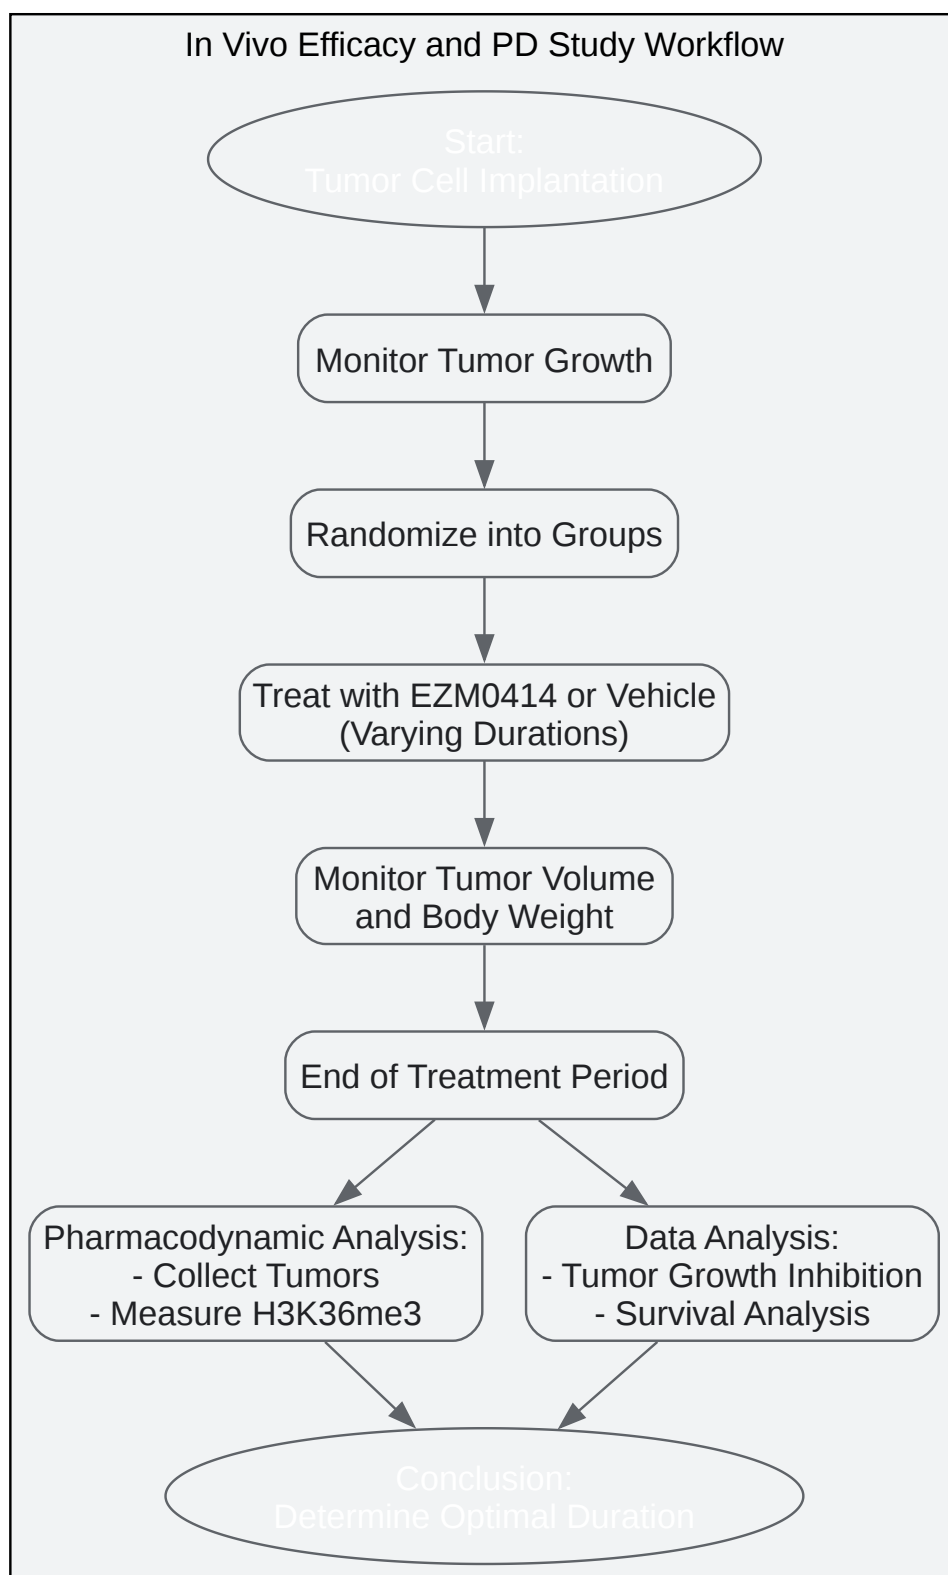 In Vivo Efficacy and PD Study Workflow
Start:
Tumor Cell Implantation
Monitor Tumor Growth
Randomize into Groups
Treat with EZM0414 or Vehicle
(Varying Durations)
Monitor Tumor Volume
and Body Weight
End of Treatment Period
Pharmacodynamic Analysis:
- Collect Tumors
- Measure H3K36me3
Data Analysis:
- Tumor Growth Inhibition
- Survival Analysis
Conclusion:
Determine Optimal Duration